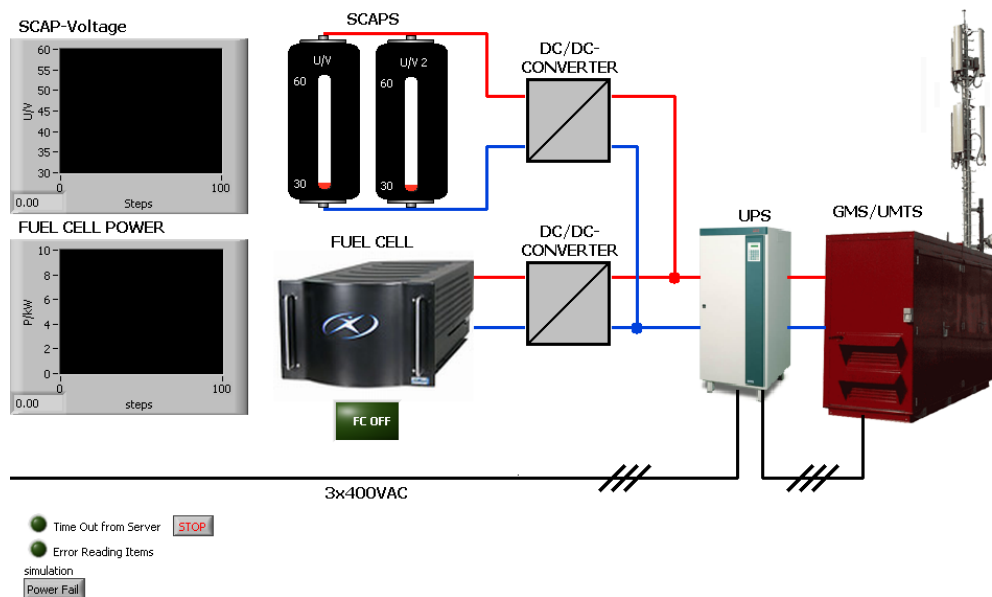 SCAP-Voltage
60
55
50
45
40
35
30
U/V
0
100
Steps
0.00
SCAPS
U/V
60
30
U/V 2
60
30
DC/DC-
CONVERTER
FUEL CELL POWER
10
8
6
4
2
0
P/kW
0
100
steps
0.00
FUEL CELL
FC OFF
DC/DC-
CONVERTER
UPS
GMS/UMTS
3x400VAC
Time Out from Server
STOP
Error Reading Items
simulation
Power Fail